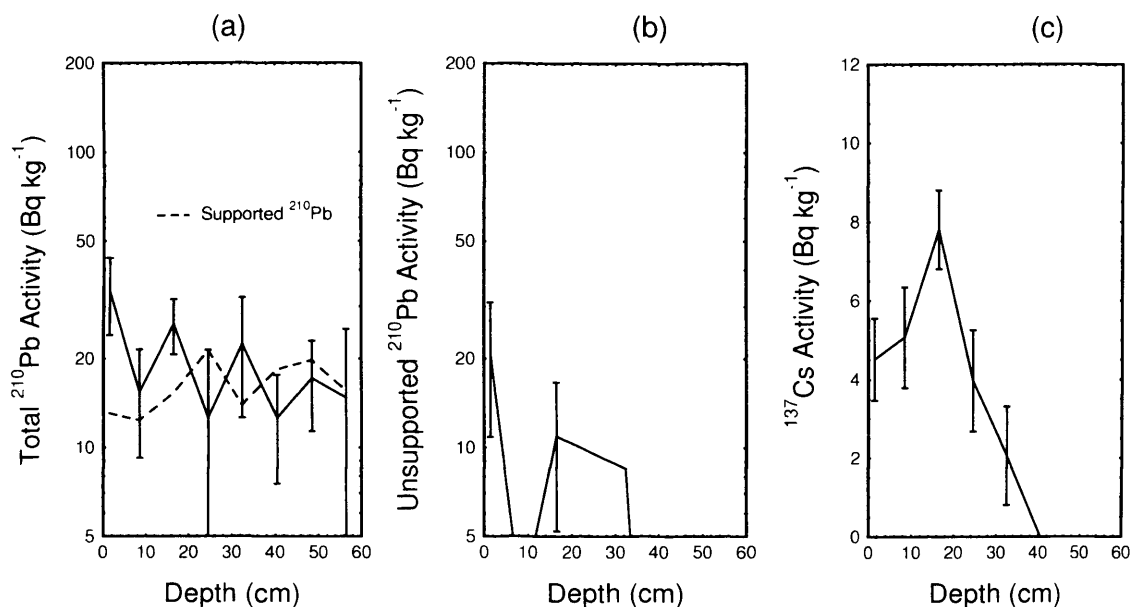 (a)
Total ²¹⁰Pb Activity (Bq kg⁻¹)
200
100
50
20
10
5
--- Supported ²¹⁰Pb
0 10 20 30 40 50 60
Depth (cm)
(b)
Unsupported ²¹⁰Pb Activity (Bq kg⁻¹)
200
100
50
20
10
5
0 10 20 30 40 50 60
Depth (cm)
(c)
¹³⁷Cs Activity (Bq kg⁻¹)
12
10
8
6
4
2
0
0 10 20 30 40 50 60
Depth (cm)